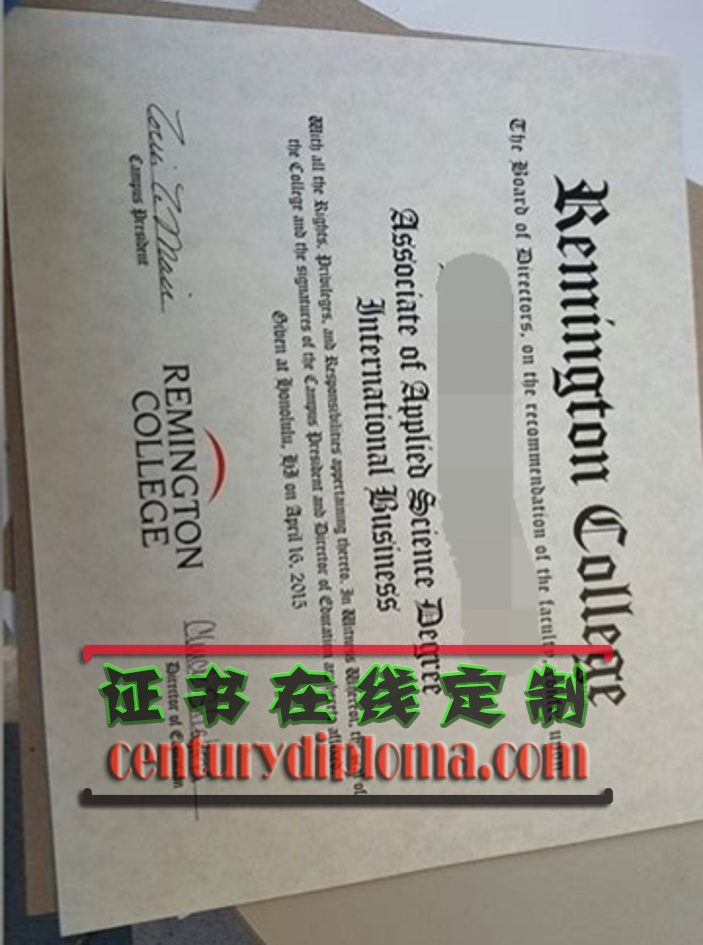 Remington College
The Board of Directors, on the recommendation of the faculty, upon
Associate of Applied Science Degree
International Business
With all the Rights, Privileges, and Responsibilities appertaining thereto. In Witness Whereof, the of
the College and the signatures of the Campus President and Director of Education
Given at Honolulu, HI on April 16, 2015
Campus President
REMINGTON
COLLEGE
Director of Education
证书在线定制
centurydiploma.com